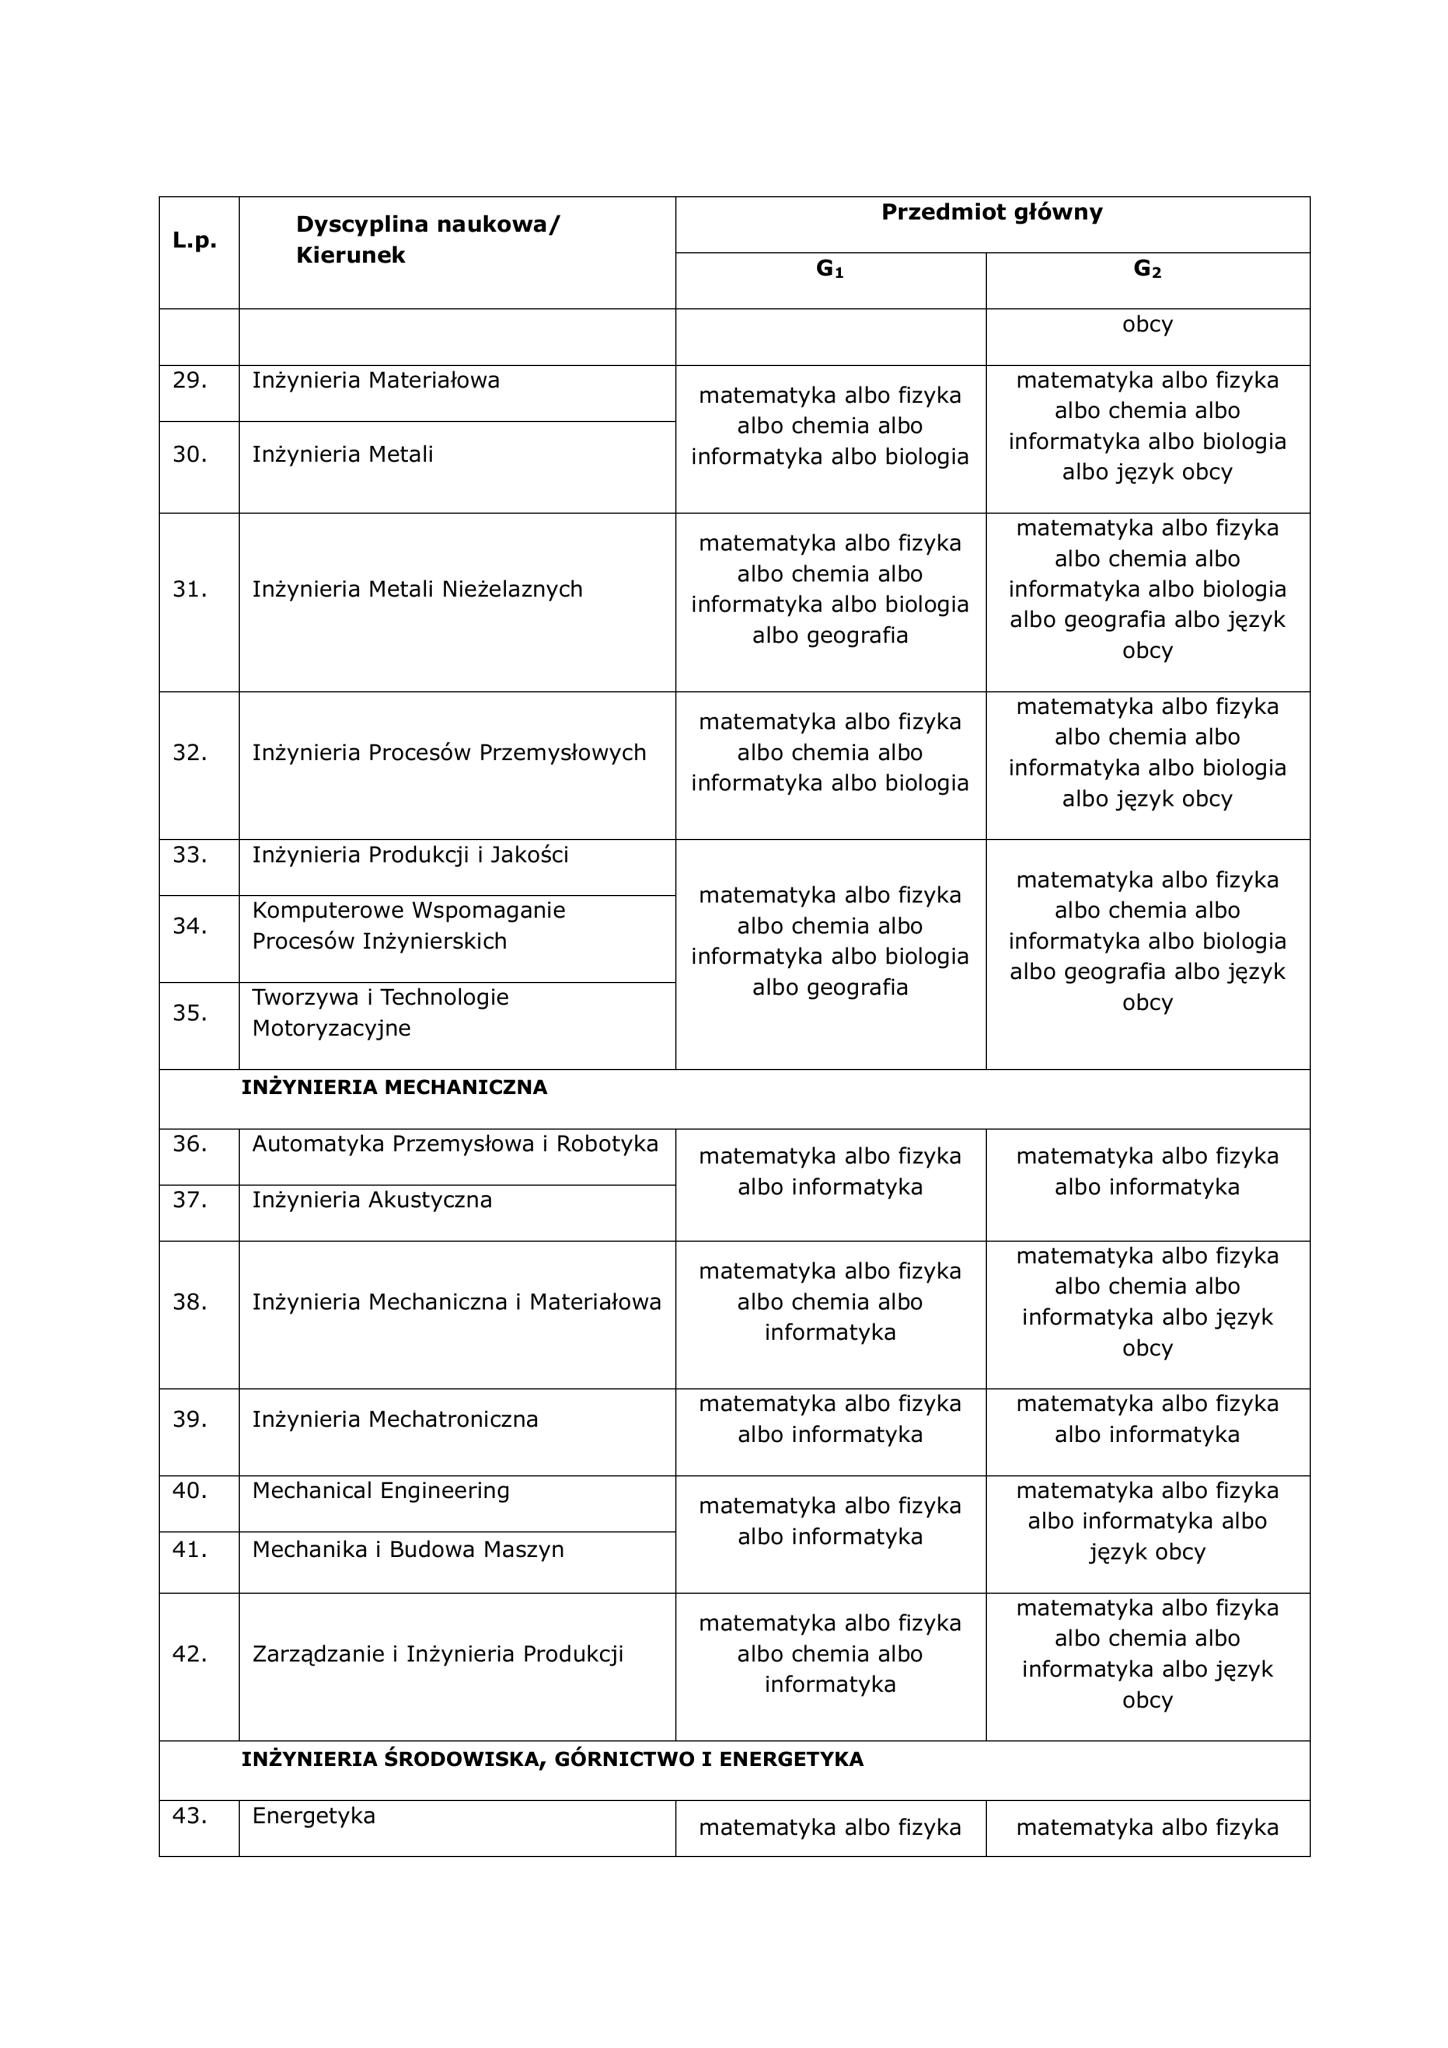 L.p.
Dyscyplina naukowa/
Kierunek
Przedmiot główny
G₁
G₂
obcy
29.
Inżynieria Materiałowa
30.
Inżynieria Metali
matematyka albo fizyka
albo chemia albo
informatyka albo biologia
matematyka albo fizyka
albo chemia albo
informatyka albo biologia
albo język obcy
31.
Inżynieria Metali Nieżelaznych
matematyka albo fizyka
albo chemia albo
informatyka albo biologia
albo geografia
matematyka albo fizyka
albo chemia albo
informatyka albo biologia
albo geografia albo język
obcy
32.
Inżynieria Procesów Przemysłowych
matematyka albo fizyka
albo chemia albo
informatyka albo biologia
matematyka albo fizyka
albo chemia albo
informatyka albo biologia
albo język obcy
33.
Inżynieria Produkcji i Jakości
34.
Komputerowe Wspomaganie
Procesów Inżynierskich
35.
Tworzywa i Technologie
Motoryzacyjne
matematyka albo fizyka
albo chemia albo
informatyka albo biologia
albo geografia
matematyka albo fizyka
albo chemia albo
informatyka albo biologia
albo geografia albo język
obcy
INŻYNIERIA MECHANICZNA
36.
Automatyka Przemysłowa i Robotyka
37.
Inżynieria Akustyczna
matematyka albo fizyka
albo informatyka
matematyka albo fizyka
albo informatyka
38.
Inżynieria Mechaniczna i Materiałowa
matematyka albo fizyka
albo chemia albo
informatyka
matematyka albo fizyka
albo chemia albo
informatyka albo język
obcy
39.
Inżynieria Mechatroniczna
matematyka albo fizyka
albo informatyka
matematyka albo fizyka
albo informatyka
40.
Mechanical Engineering
41.
Mechanika i Budowa Maszyn
matematyka albo fizyka
albo informatyka
matematyka albo fizyka
albo informatyka albo
język obcy
42.
Zarządzanie i Inżynieria Produkcji
matematyka albo fizyka
albo chemia albo
informatyka
matematyka albo fizyka
albo chemia albo
informatyka albo język
obcy
INŻYNIERIA ŚRODOWISKA, GÓRNICTWO I ENERGETYKA
43.
Energetyka
matematyka albo fizyka
matematyka albo fizyka